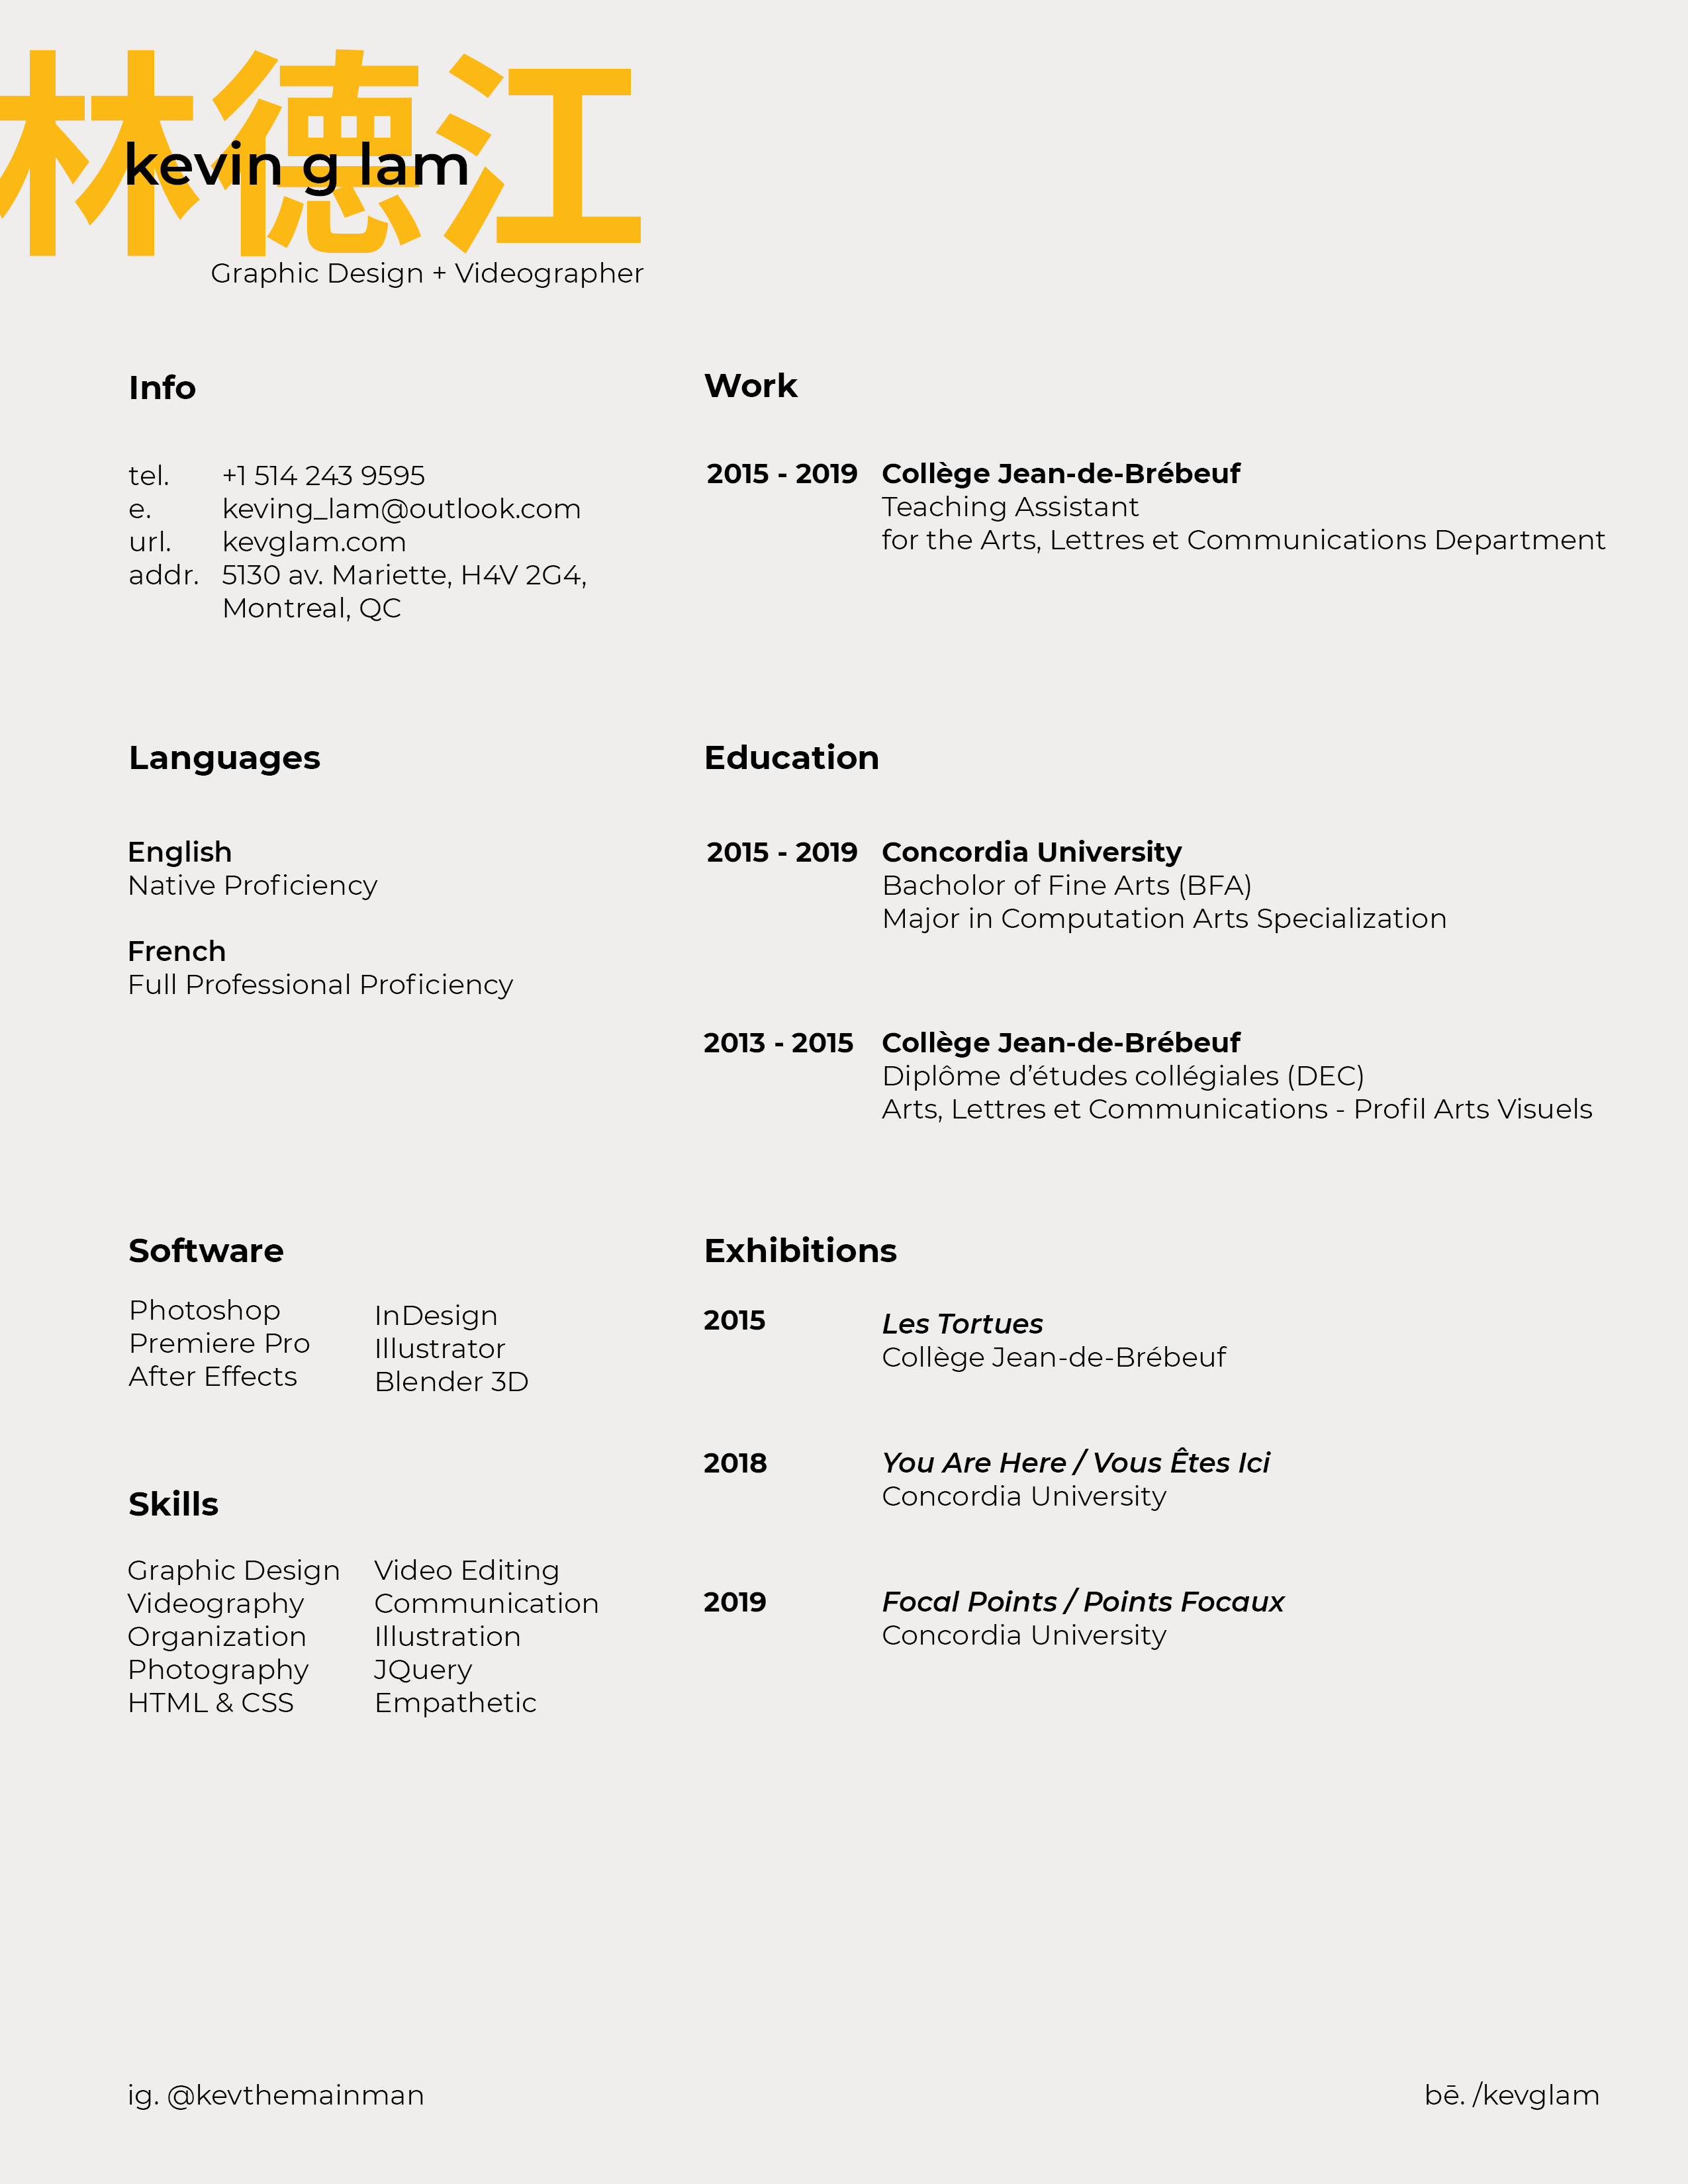 林德江
kevin g lam
Graphic Design + Videographer
Info
tel. +1 514 243 9595
e. keving_lam@outlook.com
url. kevglam.com
addr. 5130 av. Mariette, H4V 2G4,
Montreal, QC
Work
2015 - 2019 Collège Jean-de-Brébeuf
Teaching Assistant
for the Arts, Lettres et Communications Department
Languages
English
Native Proficiency
French
Full Professional Proficiency
Education
2015 - 2019 Concordia University
Bacholor of Fine Arts (BFA)
Major in Computation Arts Specialization
2013 - 2015 Collège Jean-de-Brébeuf
Diplôme d’études collégiales (DEC)
Arts, Lettres et Communications - Profil Arts Visuels
Software
Photoshop
Premiere Pro
After Effects
InDesign
Illustrator
Blender 3D
Skills
Graphic Design
Videography
Organization
Photography
HTML & CSS
Video Editing
Communication
Illustration
JQuery
Empathetic
Exhibitions
2015 Les Tortues
Collège Jean-de-Brébeuf
2018 You Are Here / Vous Êtes Ici
Concordia University
2019 Focal Points / Points Focaux
Concordia University
ig. @kevthemainman
bē. /kevglam